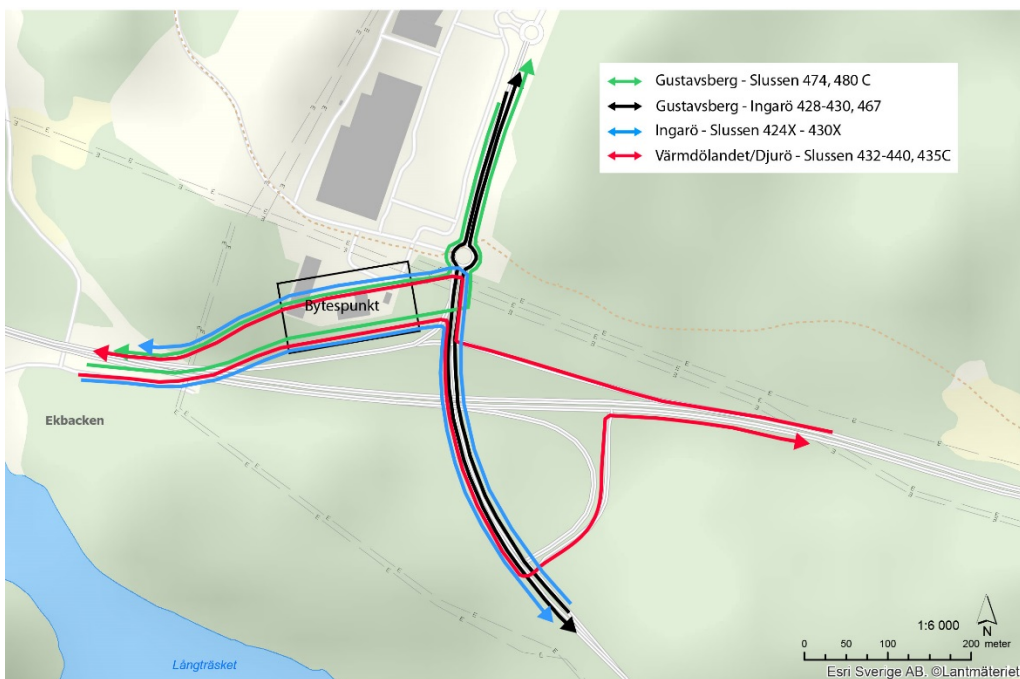 Gustavsberg - Slussen 474, 480 C
Gustavsberg - Ingarö 428-430, 467
Ingarö - Slussen 424X - 430X
Värmdölandet/Djurö - Slussen 432-440, 435C
Bytespunkt
Ekbacken
Långträsket
1:6 000
N
0 50 100 200 meter
Esri Sverige AB. ©Lantmäteriet